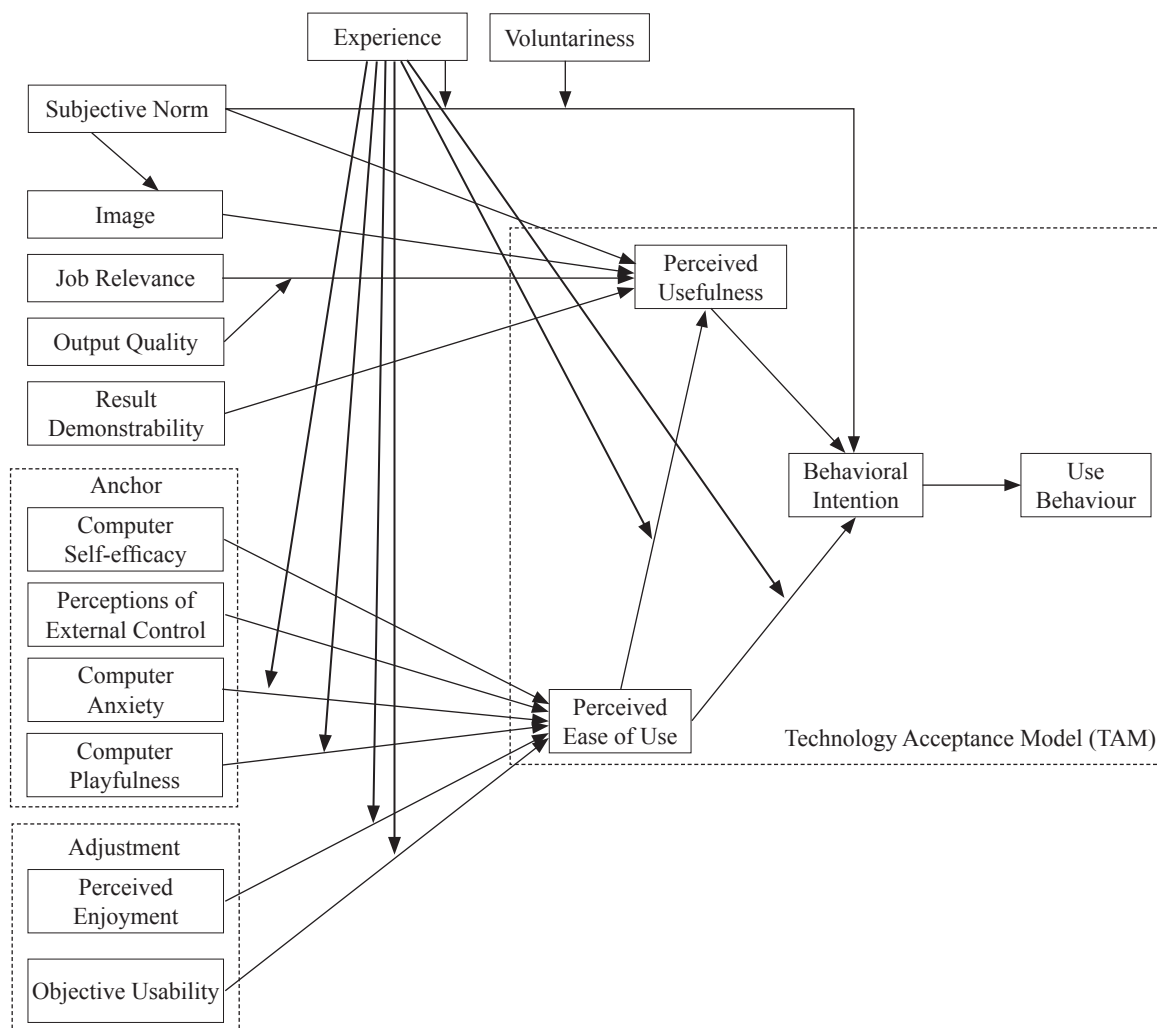 Experience
Voluntariness
Subjective Norm
Image
Job Relevance
Output Quality
Result
Demonstrability
Perceived
Usefulness
Behavioral
Intention
Use
Behaviour
Anchor
Computer
Self-efficacy
Perceptions of
External Control
Computer
Anxiety
Computer
Playfulness
Perceived
Ease of Use
Technology Acceptance Model (TAM)
Adjustment
Perceived
Enjoyment
Objective Usability